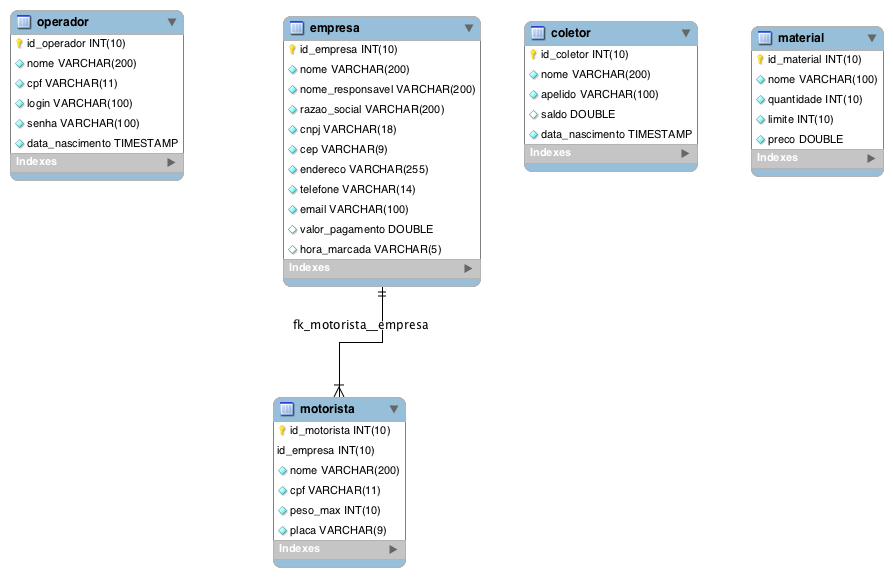 operador
id_operador INT(10)
nome VARCHAR(200)
cpf VARCHAR(11)
login VARCHAR(100)
senha VARCHAR(100)
data_nascimento TIMESTAMP
Indexes
empresa
id_empresa INT(10)
nome VARCHAR(200)
nome_responsavel VARCHAR(200)
razao_social VARCHAR(200)
cnpj VARCHAR(18)
cep VARCHAR(9)
endereco VARCHAR(255)
telefone VARCHAR(14)
email VARCHAR(100)
valor_pagamento DOUBLE
hora_marcada VARCHAR(5)
Indexes
coletor
id_coletor INT(10)
nome VARCHAR(200)
apelido VARCHAR(100)
saldo DOUBLE
data_nascimento TIMESTAMP
Indexes
material
id_material INT(10)
nome VARCHAR(100)
quantidade INT(10)
limite INT(10)
preco DOUBLE
Indexes
fk_motorista__empresa
motorista
id_motorista INT(10)
id_empresa INT(10)
nome VARCHAR(200)
cpf VARCHAR(11)
peso_max INT(10)
placa VARCHAR(9)
Indexes